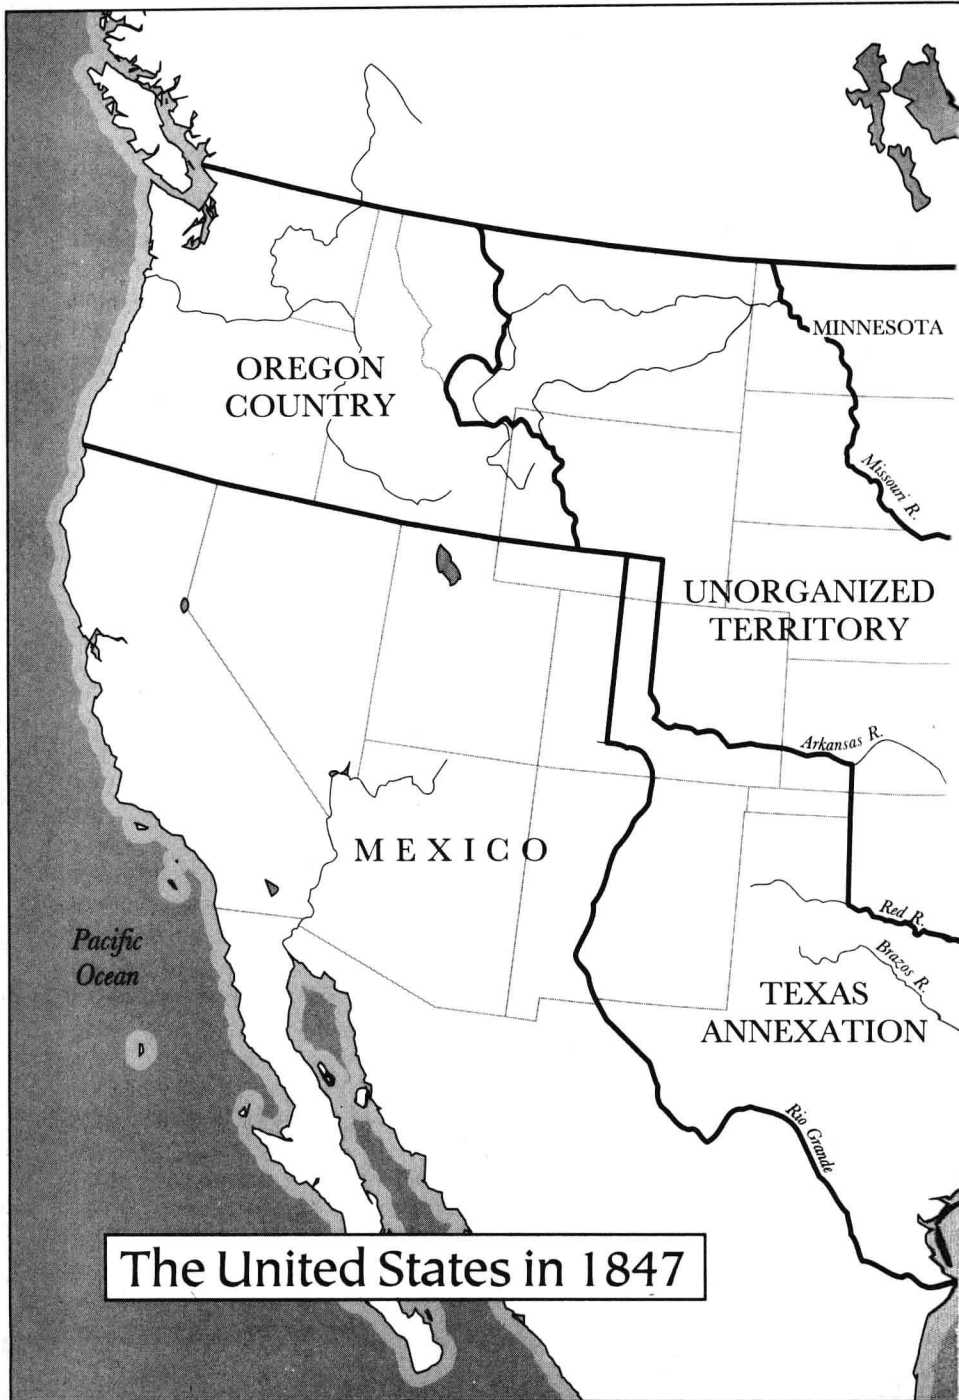 MINNESOTA
OREGON
COUNTRY
Missouri R.
UNORGANIZED
TERRITORY
Arkansas R.
MEXICO
Red R.
Pacific
Ocean
Brazos R.
TEXAS
ANNEXATION
Rio Grande
The United States in 1847